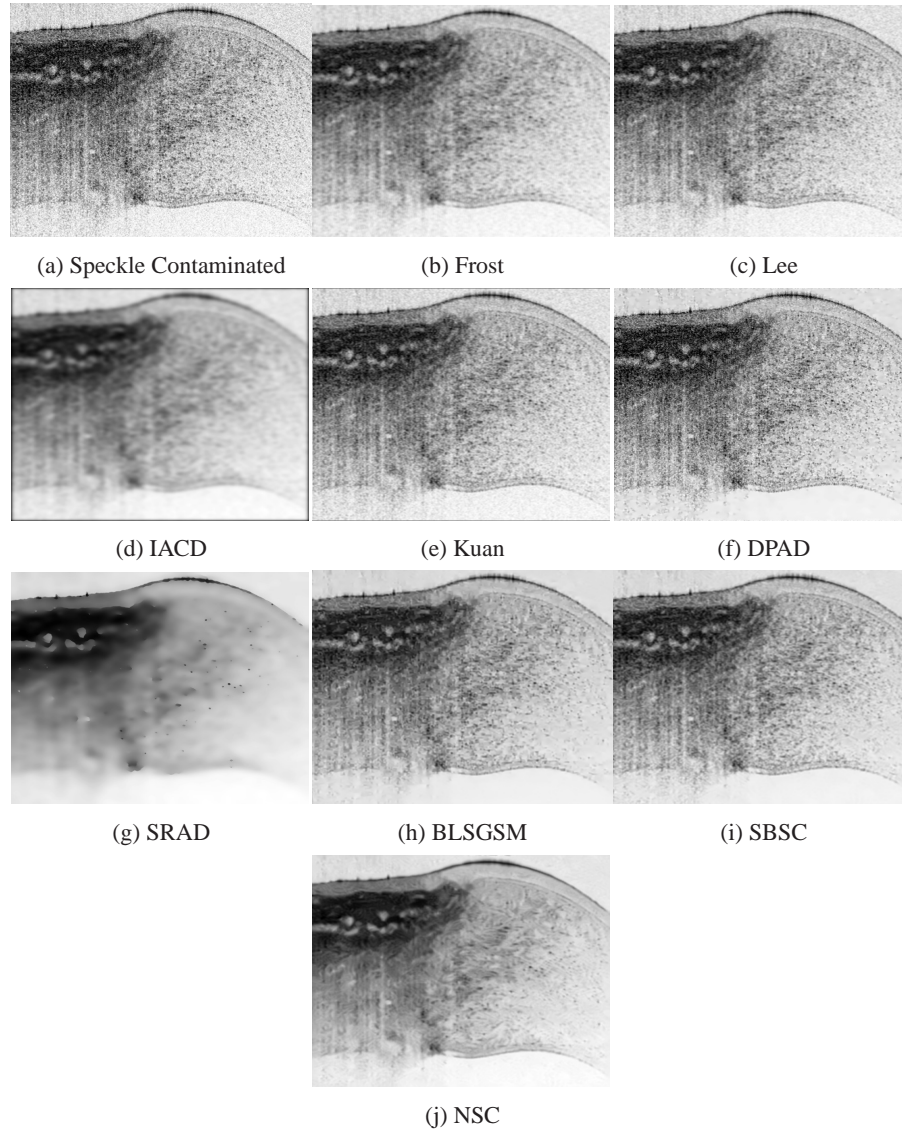 (a) Speckle Contaminated
(b) Frost
(c) Lee
(d) IACD
(e) Kuan
(f) DPAD
(g) SRAD
(h) BLSGSM
(i) SBSC
(j) NSC